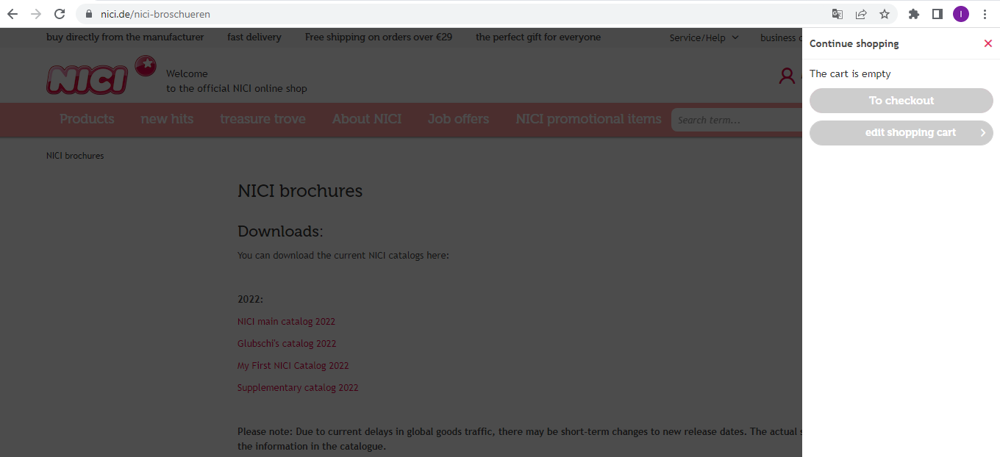 nici.de/nici-broschueren
I
buy directly from the manufacturer fast delivery Free shipping on orders over €29 the perfect gift for everyone Service/Help business
NICI
Welcome
to the official NICI online shop
Products new hits treasure trove About NICI Job offers NICI promotional items Search term...
NICI brochures
NICI brochures
Downloads:
You can download the current NICI catalogs here:
2022:
NICI main catalog 2022
Glubschi's catalog 2022
My First NICI Catalog 2022
Supplementary catalog 2022
Please note: Due to current delays in global goods traffic, there may be short-term changes to new release dates. The actual
the information in the catalogue.
Continue shopping
The cart is empty
To checkout
edit shopping cart